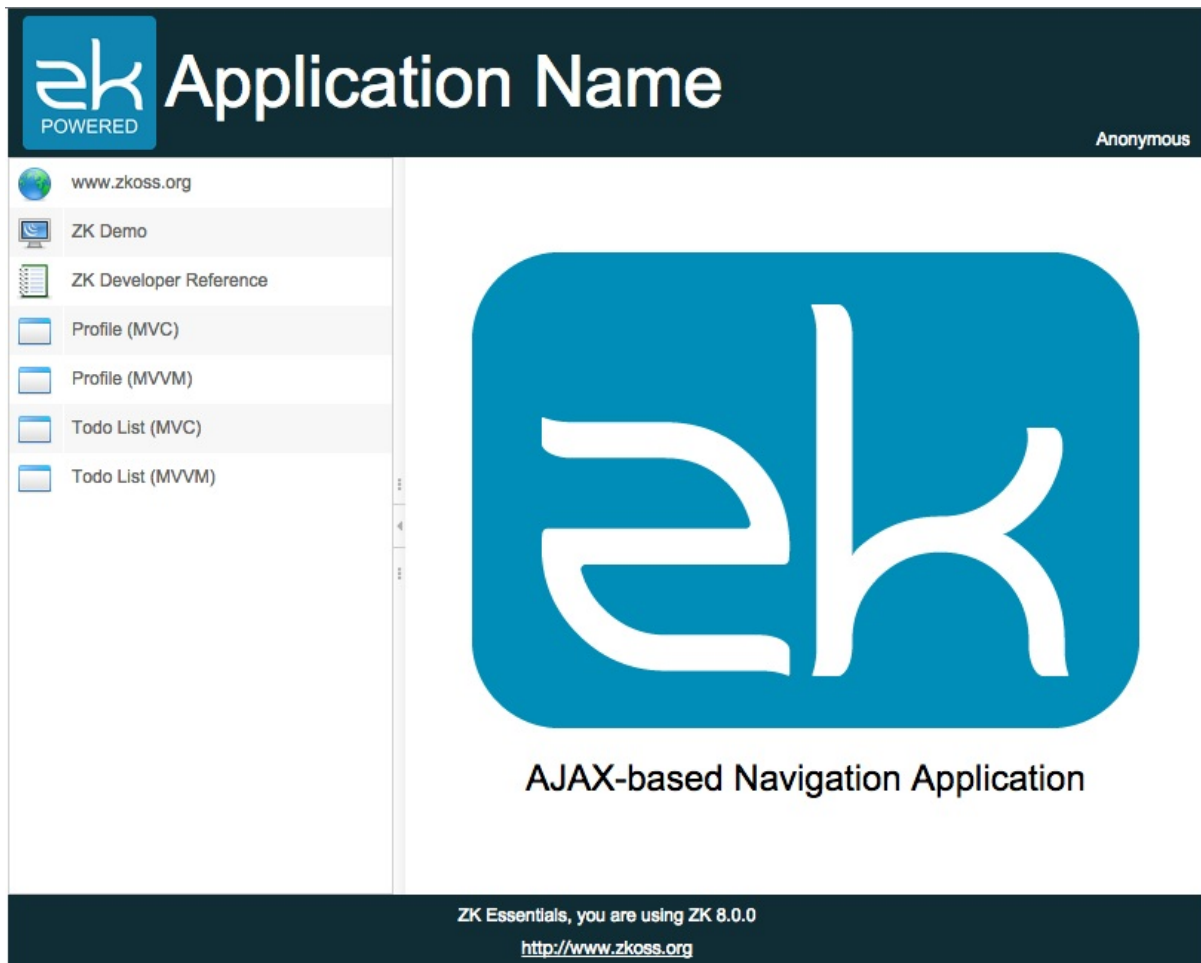 zk
POWERED
Application Name
Anonymous
www.zkoss.org
ZK Demo
ZK Developer Reference
Profile (MVC)
Profile (MVVM)
Todo List (MVC)
Todo List (MVVM)
zk
AJAX-based Navigation Application
ZK Essentials, you are using ZK 8.0.0
http://www.zkoss.org